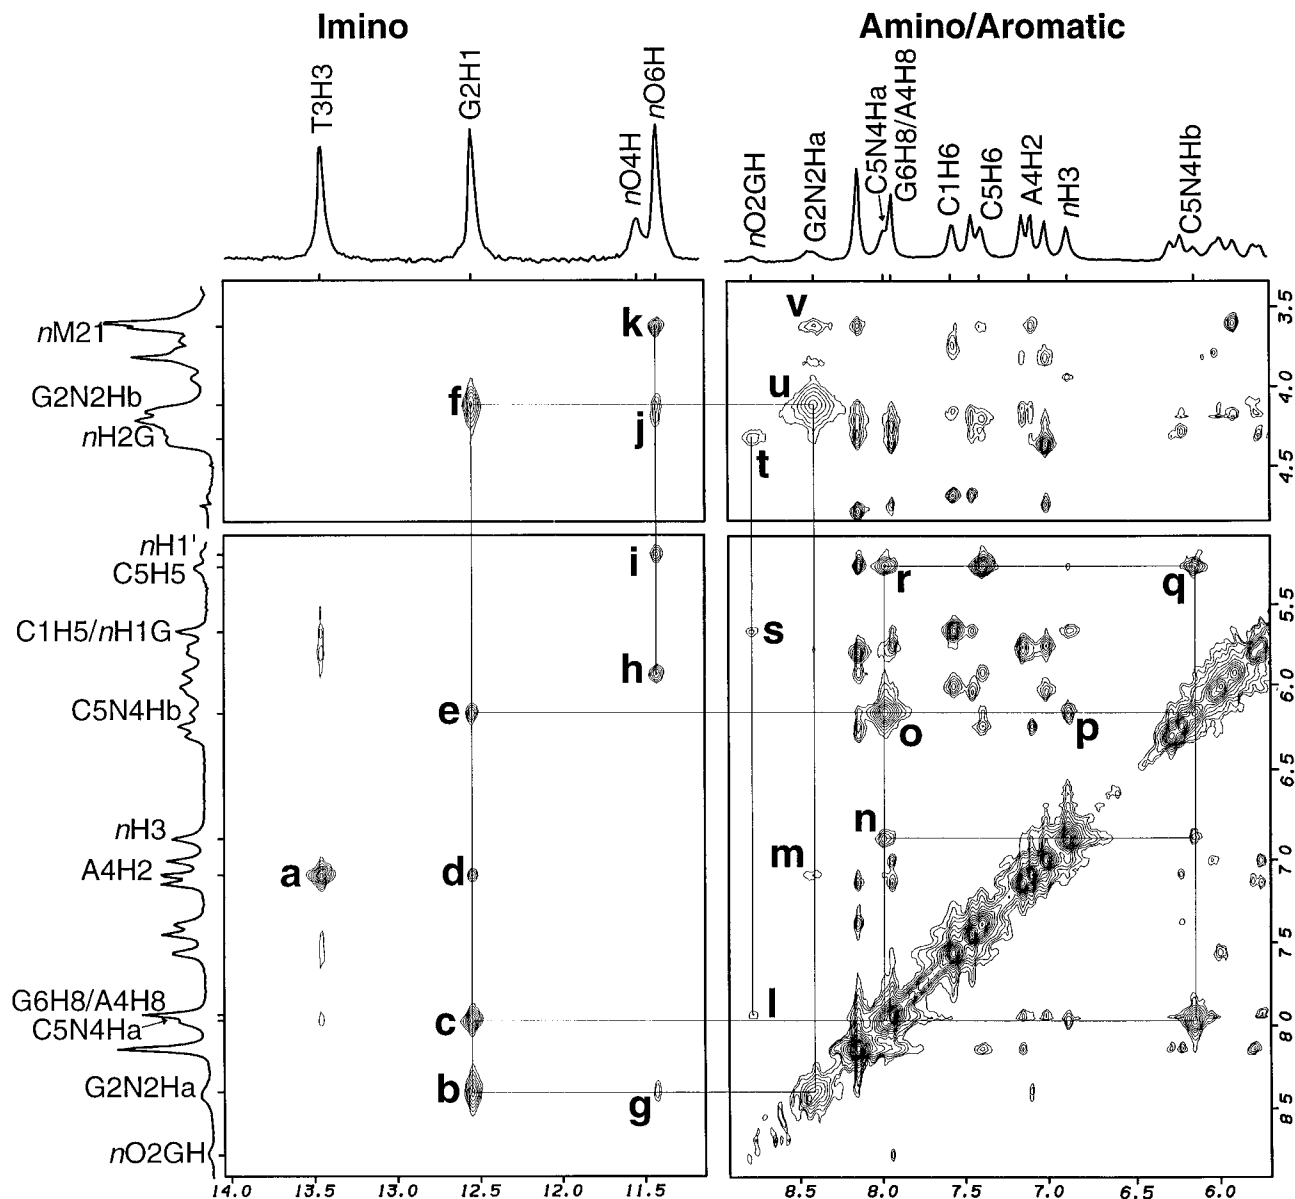 Imino
Amino/Aromatic
T3H3
G2H1
nO4H
nO6H
nO2GH
G2N2Ha
C5N4Ha
G6H8/A4H8
C1H6
C5H6
A4H2
nH3
C5N4Hb
nM21
G2N2Hb
nH2G
k
f
j
v
u
t
3.5
4.0
4.5
nH1'
C5H5
C1H5/nH1G
C5N4Hb
nH3
A4H2
G6H8/A4H8
C5N4Ha
G2N2Ha
nO2GH
i
h
e
a
d
c
b
g
r
q
s
o
p
n
m
l
5.5
6.0
6.5
7.0
7.5
8.0
8.5
14.0 13.5 13.0 12.5 12.0 11.5
8.5 8.0 7.5 7.0 6.5 6.0